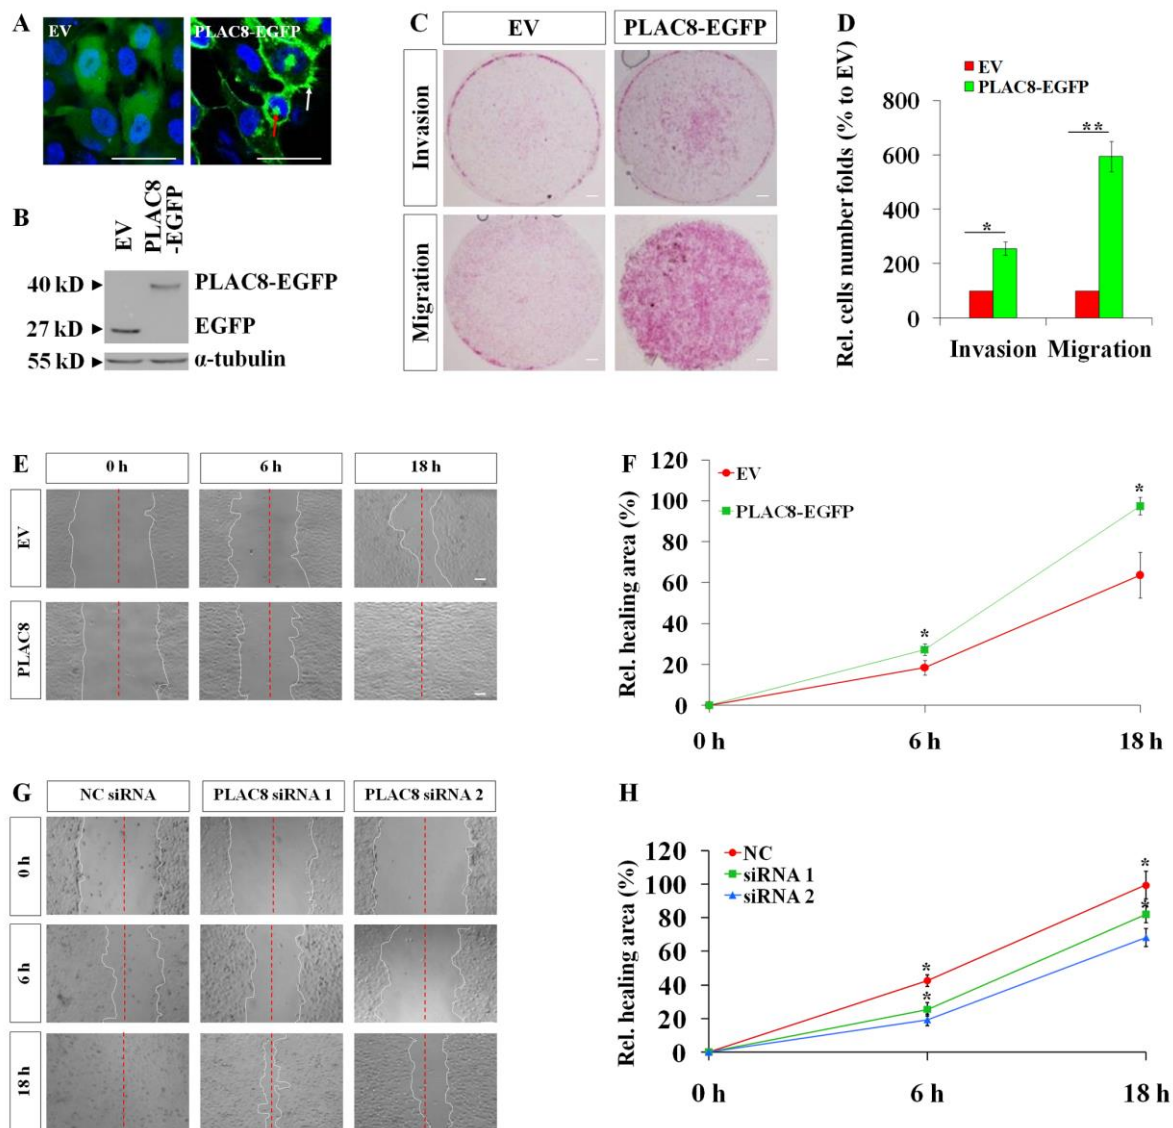 A
EV
PLAC8-EGFP
B
EV
PLAC8
-EGFP
40 kD
PLAC8-EGFP
27 kD
EGFP
55 kD
α-tubulin
C
EV
PLAC8-EGFP
Invasion
Migration
D
EV
PLAC8-EGFP
Rel. cells number folds (% to EV)
800
600
400
200
0
*
**
Invasion
Migration
E
0 h
6 h
18 h
EV
PLAC8
F
EV
PLAC8-EGFP
Rel. healing area (%)
120
100
80
60
40
20
0
*
*
0 h
6 h
18 h
G
NC siRNA
PLAC8 siRNA 1
PLAC8 siRNA 2
0 h
6 h
18 h
H
NC
siRNA 1
siRNA 2
Rel. healing area (%)
120
100
80
60
40
20
0
*
*
*
*
0 h
6 h
18 h